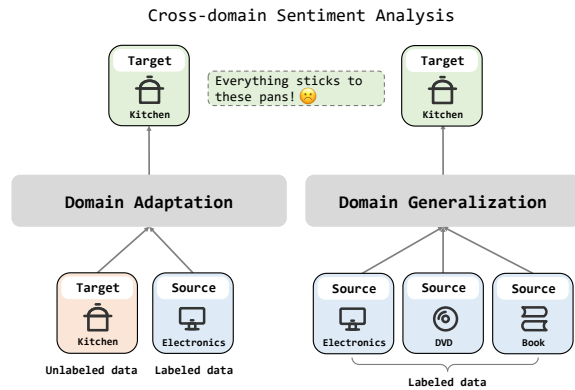 Cross-domain Sentiment Analysis
Target
Kitchen
Everything sticks to
these pans!
Target
Kitchen
Domain Adaptation
Domain Generalization
Target
Kitchen
Source
Electronics
Source
Electronics
Source
DVD
Source
Book
Unlabeled data
Labeled data
Labeled data